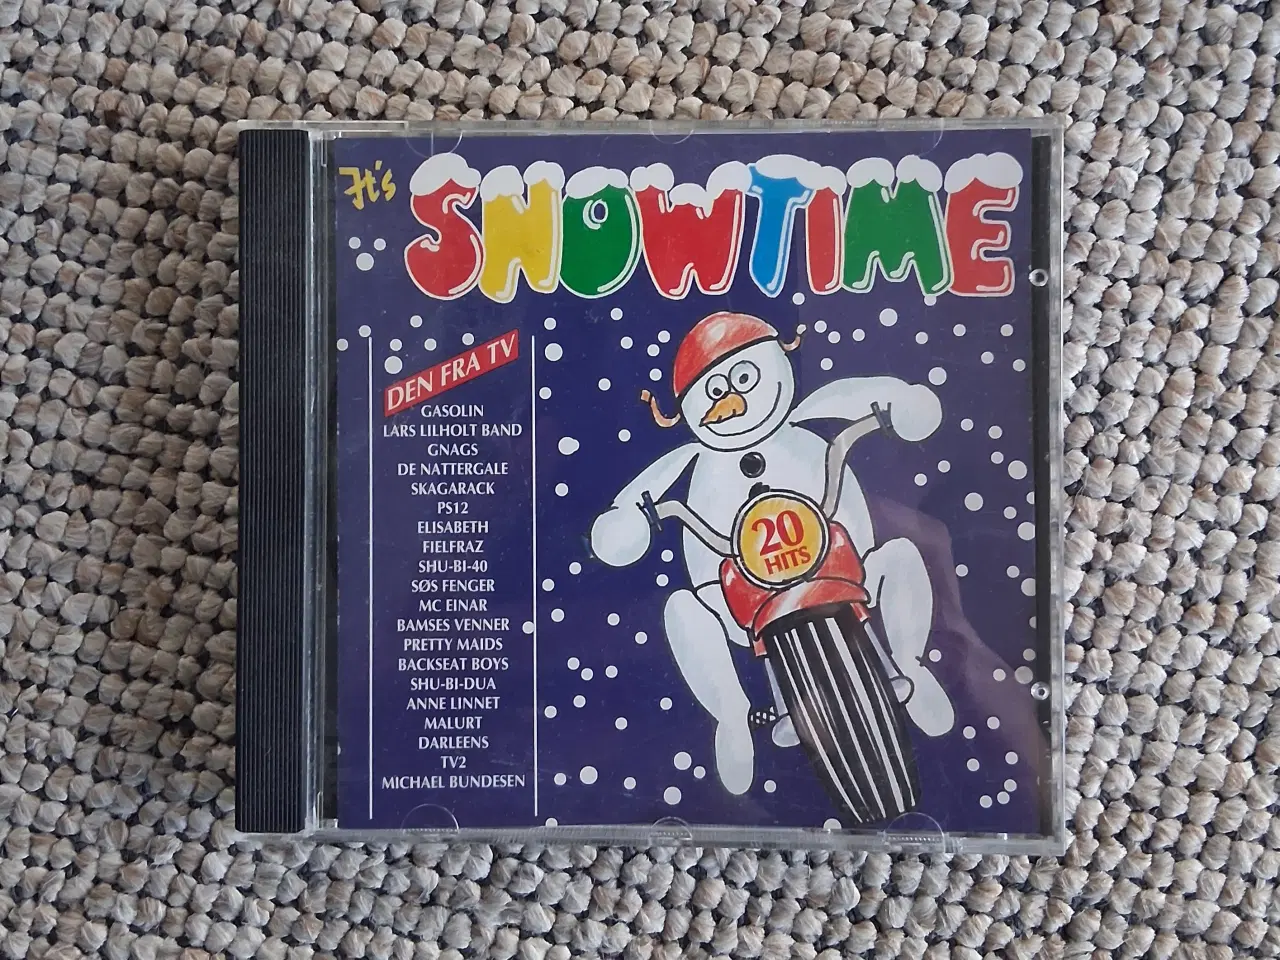 It's
SNOWTIME
DEN FRA TV
GASOLIN
LARS LILHOLT BAND
GNAGS
DE NATTERGALE
SKAGARACK
PS12
ELISABETH
FIELFRAZ
SHU-BI-40
SØS FENGER
MC EINAR
BAMSES VENNER
PRETTY MAIDS
BACKSEAT BOYS
SHU-BI-DUA
ANNE LINNET
MALURT
DARLEENS
TV2
MICHAEL BUNDESEN
20
HITS